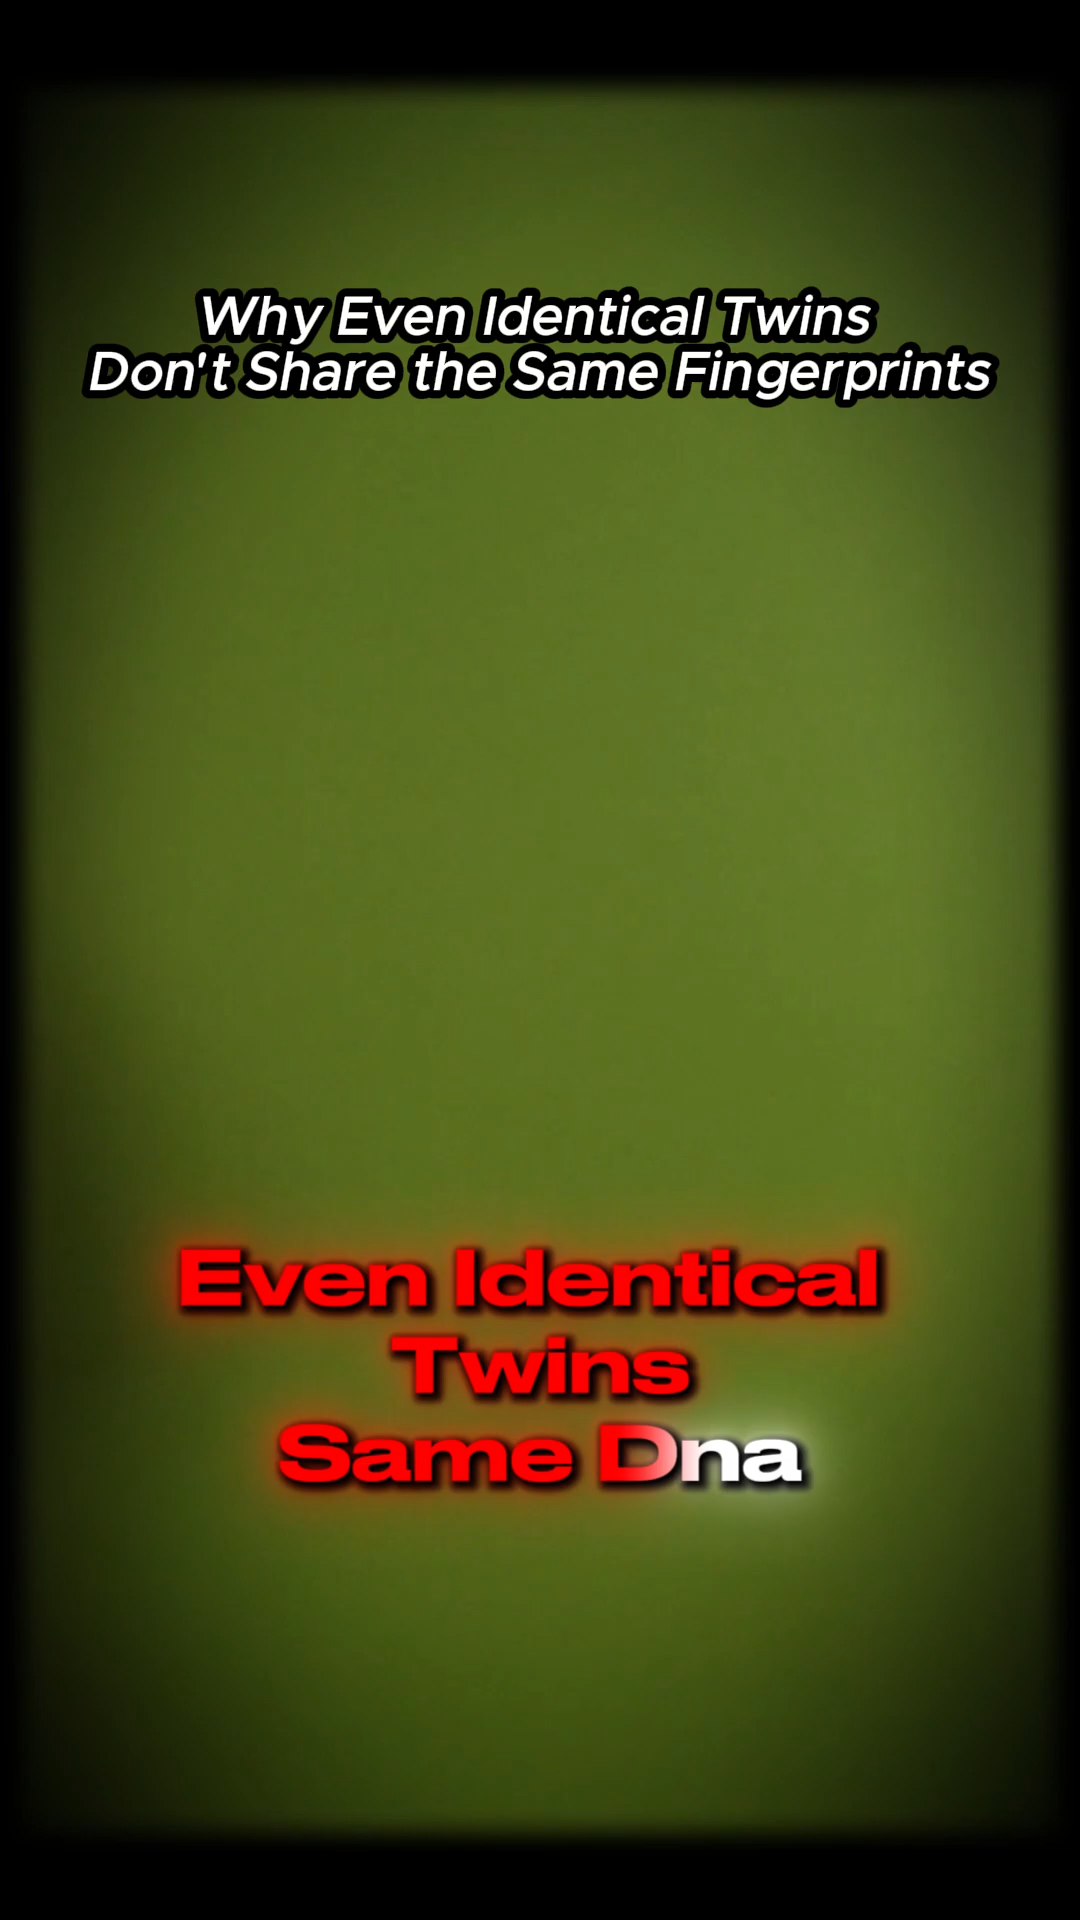 Why Even Identical Twins
Don't Share the Same Fingerprints
Even Identical
Twins
Same Dna